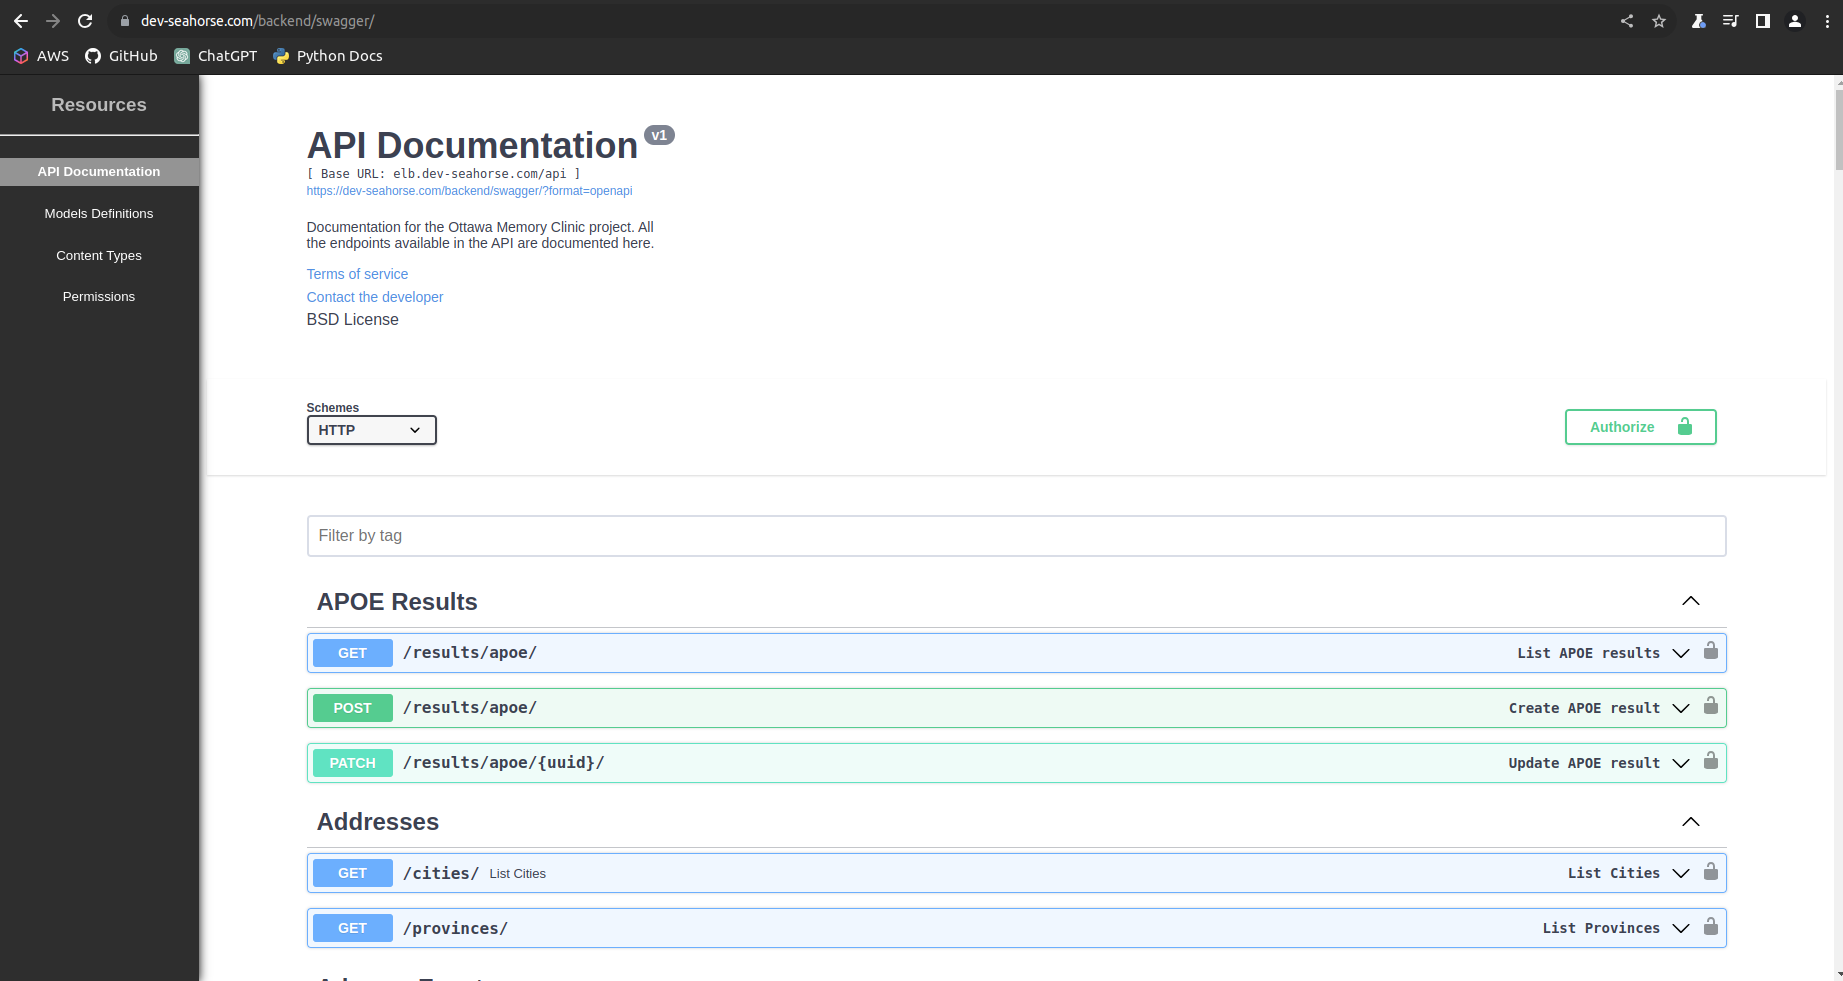 dev-seahorse.com/backend/swagger/
AWS GitHub ChatGPT Python Docs
Resources
API Documentation
Models Definitions
Content Types
Permissions
API Documentation v1
[ Base URL: elb.dev-seahorse.com/api ]
https://dev-seahorse.com/backend/swagger/?format=openapi
Documentation for the Ottawa Memory Clinic project. All
the endpoints available in the API are documented here.
Terms of service
Contact the developer
BSD License
Schemes
HTTP
Authorize
Filter by tag
APOE Results
GET /results/apoe/ List APOE results
POST /results/apoe/ Create APOE result
PATCH /results/apoe/{uuid}/ Update APOE result
Addresses
GET /cities/ List Cities List Cities
GET /provinces/ List Provinces